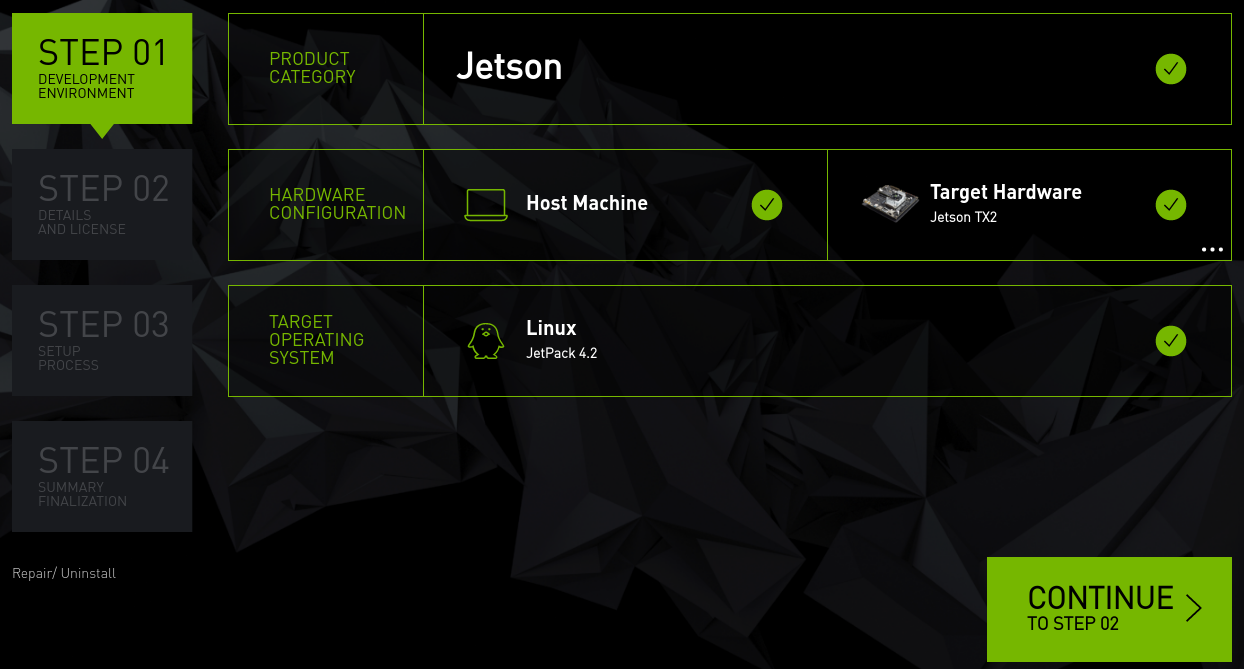 STEP 01
DEVELOPMENT
ENVIRONMENT
STEP 02
DETAILS
AND LICENSE
STEP 03
SETUP
PROCESS
STEP 04
SUMMARY
FINALIZATION
Repair/ Uninstall
PRODUCT
CATEGORY
Jetson
HARDWARE
CONFIGURATION
Host Machine
Target Hardware
Jetson TX2
TARGET
OPERATING
SYSTEM
Linux
JetPack 4.2
CONTINUE
TO STEP 02